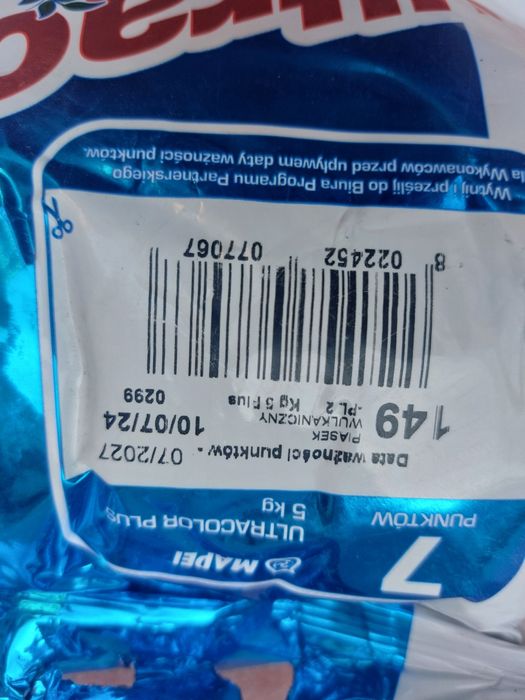 7
PUNKTÓW
MAPEI
ULTRACOLOR PLUS
5 kg
Data ważności punktów. 07/2027
149 PIASEK WULKANICZNY 10/07/24
-PL 2 Kg 5 Plus 0299
8 022452 077067
Wytnij i prześlij do Biura Programu Partnerskiego
la Wykonawców przed upływem daty ważności punktów.